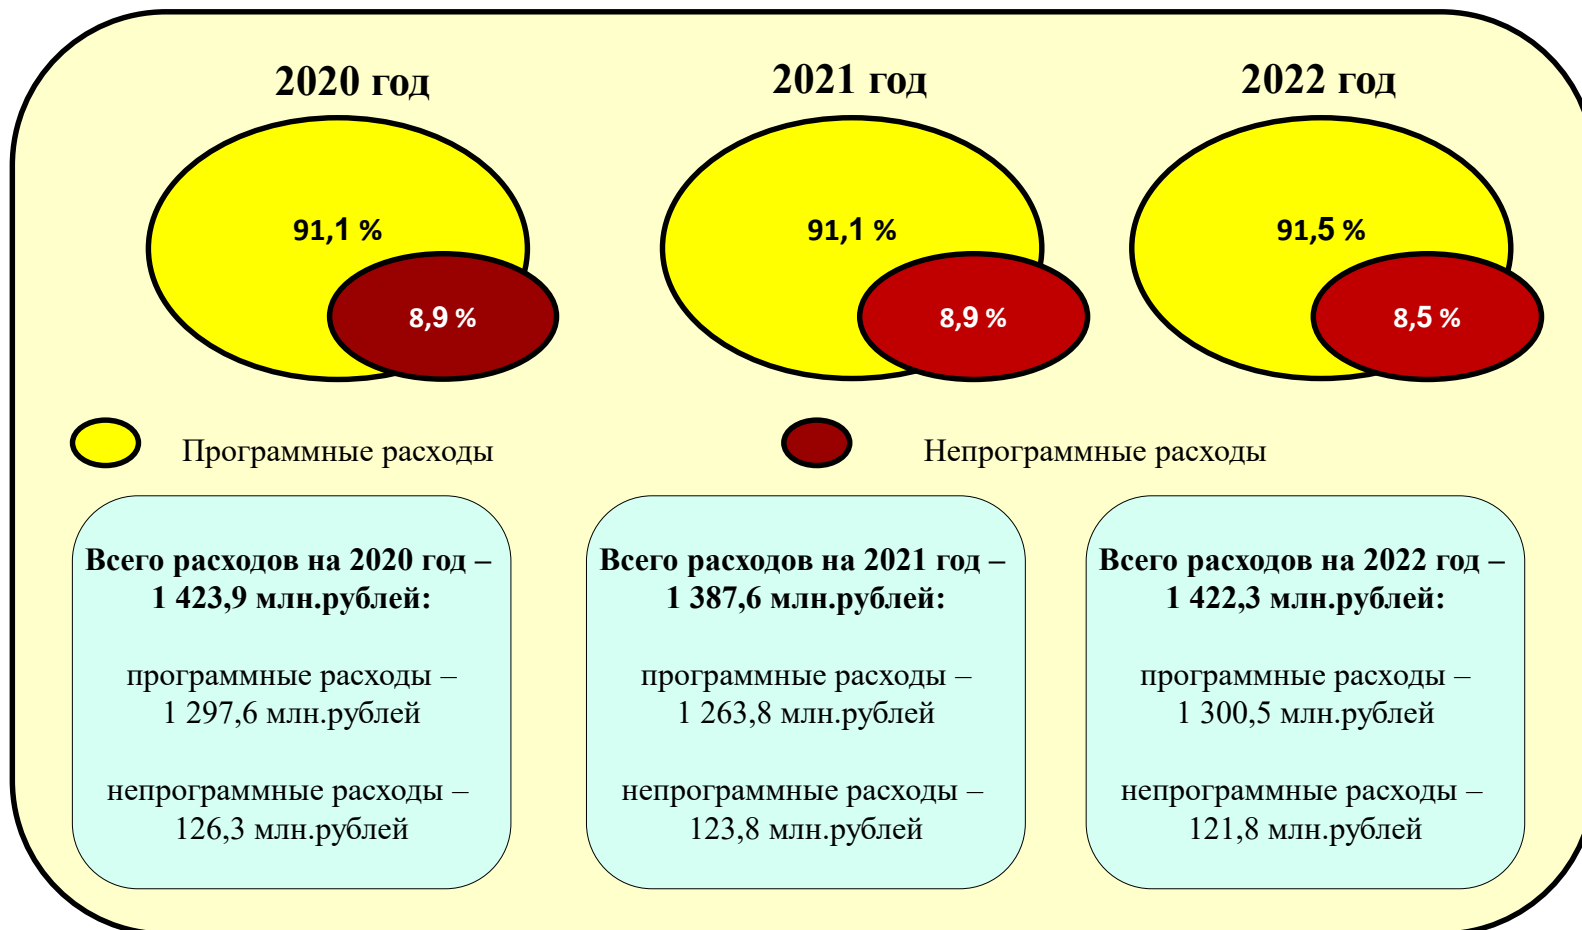 2020 год
2021 год
2022 год
91,1 %
8,9 %
91,1 %
8,9 %
91,5 %
8,5 %
Программные расходы
Непрограммные расходы
Всего расходов на 2020 год –
1 423,9 млн.рублей:
программные расходы –
1 297,6 млн.рублей
непрограммные расходы –
126,3 млн.рублей
Всего расходов на 2021 год –
1 387,6 млн.рублей:
программные расходы –
1 263,8 млн.рублей
непрограммные расходы –
123,8 млн.рублей
Всего расходов на 2022 год –
1 422,3 млн.рублей:
программные расходы –
1 300,5 млн.рублей
непрограммные расходы –
121,8 млн.рублей